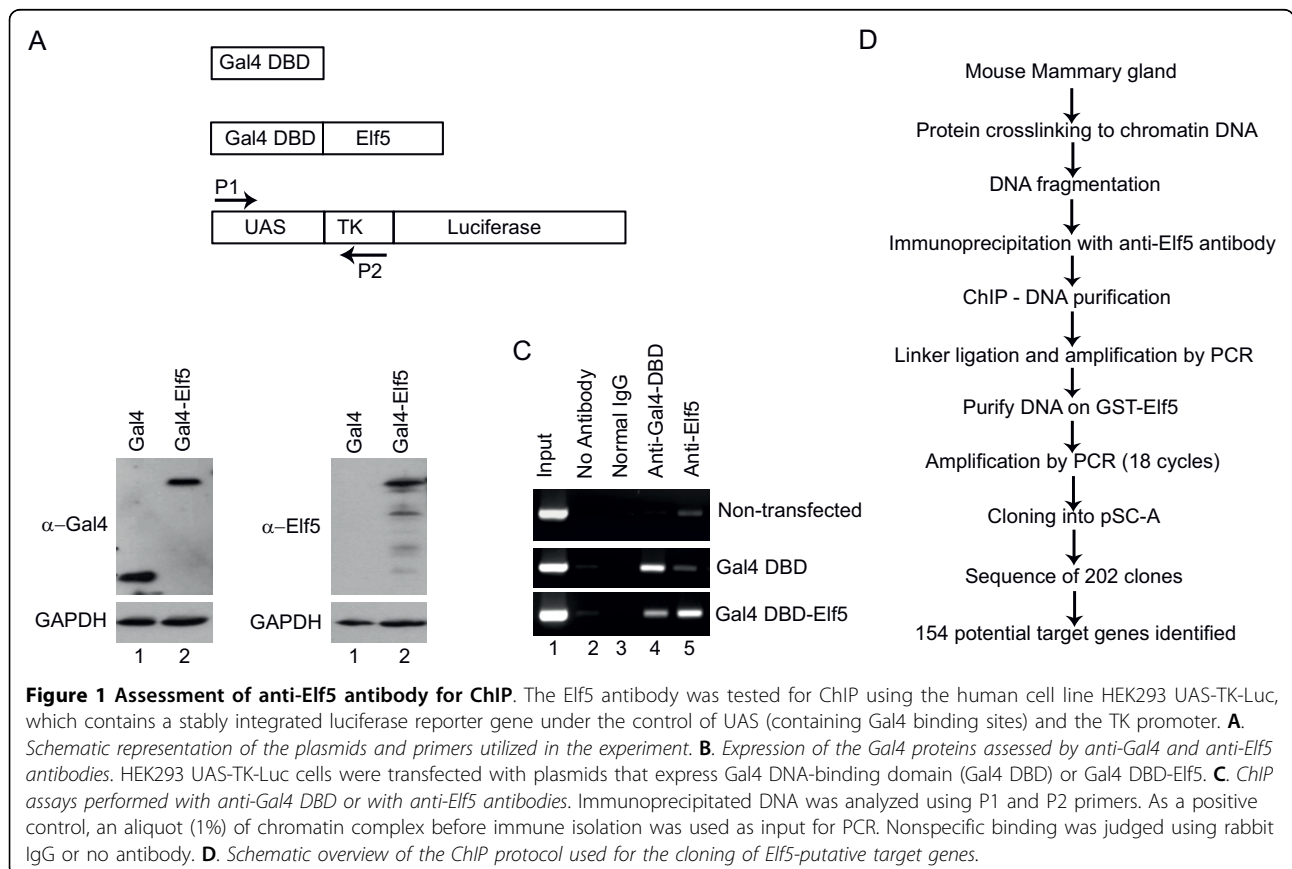 A
Gal4 DBD
Gal4 DBD
Elf5
P1
UAS
TK
Luciferase
P2
Gal4
Gal4-Elf5
α–Gal4
GAPDH
1
2
Gal4
Gal4-Elf5
α–Elf5
GAPDH
1
2
C
Input
No Antibody
Normal IgG
Anti-Gal4-DBD
Anti-Elf5
Non-transfected
Gal4 DBD
Gal4 DBD-Elf5
1
2
3
4
5
D
Mouse Mammary gland
Protein crosslinking to chromatin DNA
DNA fragmentation
Immunoprecipitation with anti-Elf5 antibody
ChIP - DNA purification
Linker ligation and amplification by PCR
Purify DNA on GST-Elf5
Amplification by PCR (18 cycles)
Cloning into pSC-A
Sequence of 202 clones
154 potential target genes identified
Figure 1 Assessment of anti-Elf5 antibody for ChIP. The Elf5 antibody was tested for ChIP using the human cell line HEK293 UAS-TK-Luc,
which contains a stably integrated luciferase reporter gene under the control of UAS (containing Gal4 binding sites) and the TK promoter. A.
Schematic representation of the plasmids and primers utilized in the experiment. B. Expression of the Gal4 proteins assessed by anti-Gal4 and anti-Elf5
antibodies. HEK293 UAS-TK-Luc cells were transfected with plasmids that express Gal4 DNA-binding domain (Gal4 DBD) or Gal4 DBD-Elf5. C. ChIP
assays performed with anti-Gal4 DBD or with anti-Elf5 antibodies. Immunoprecipitated DNA was analyzed using P1 and P2 primers. As a positive
control, an aliquot (1%) of chromatin complex before immune isolation was used as input for PCR. Nonspecific binding was judged using rabbit
IgG or no antibody. D. Schematic overview of the ChIP protocol used for the cloning of Elf5-putative target genes.